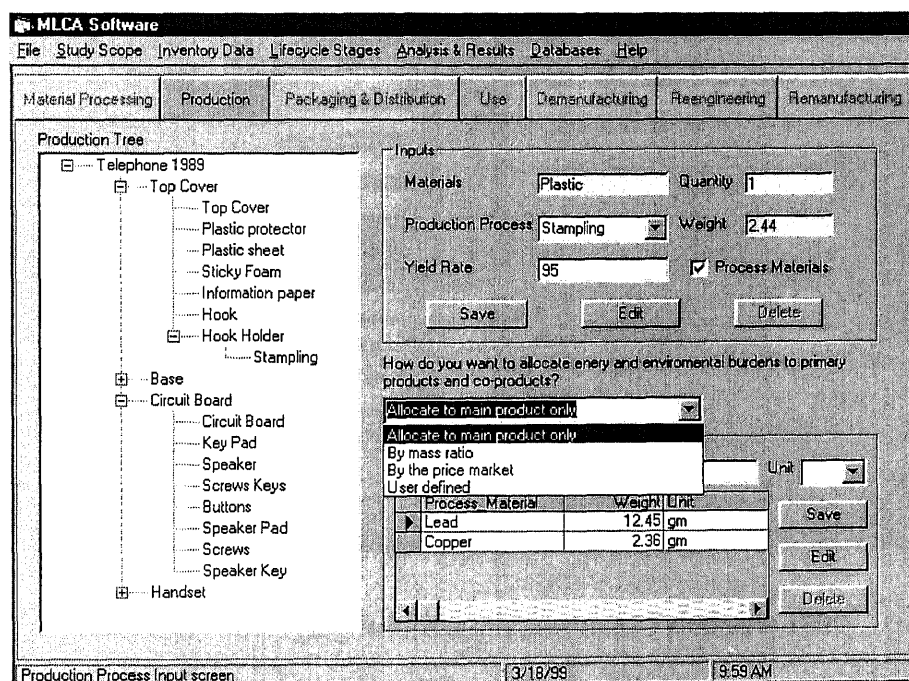 MLCA Software
File Study Scope Inventory Data Lifecycle Stages Analysis & Results Databases Help
Material Processing Production Packaging & Distribution Use Demanufacturing Reengineering Remanufacturing
Production Tree
Telephone 1989
Top Cover
Top Cover
Plastic protector
Plastic sheet
Sticky Foam
Information paper
Hook
Hook Holder
Stampling
Base
Circuit Board
Circuit Board
Key Pad
Speaker
Screws Keys
Buttons
Speaker Pad
Screws
Speaker Key
Handset
Inputs
Materials Plastic Quantity 1
Production Process Stampling Weight 2.44
Yield Rate 95 Process Materials
Save Edit Delete
How do you want to allocate enery and enviromental burdens to primary
products and co-products?
Allocate to main product only
Allocate to main product only
By mass ratio
By the price market
User defined
Unit
Process_Material Weight Unit
Lead 12.45 gm
Copper 2.36 gm
Save
Edit
Delete
Production Process Input screen 3/18/99 9:59 AM